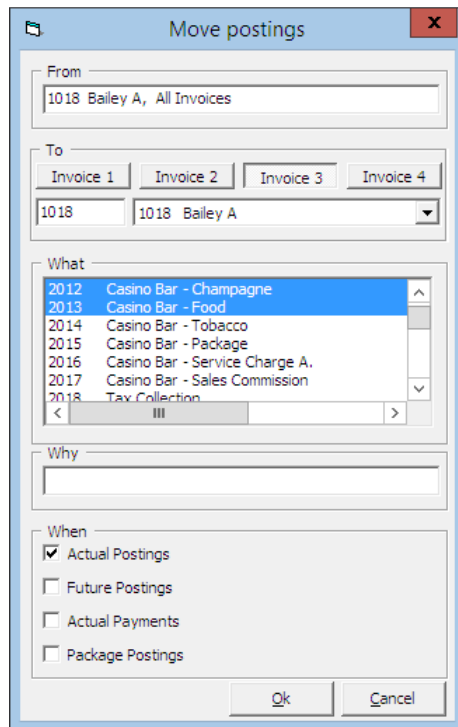 Move postings
x
From
1018 Bailey A, All Invoices
To
Invoice 1 Invoice 2 Invoice 3 Invoice 4
1018 1018 Bailey A
What
2012 Casino Bar - Champagne
2013 Casino Bar - Food
2014 Casino Bar - Tobacco
2015 Casino Bar - Package
2016 Casino Bar - Service Charge A.
2017 Casino Bar - Sales Commission
2018 Tax Collection
Why
When
Actual Postings
Future Postings
Actual Payments
Package Postings
Ok Cancel